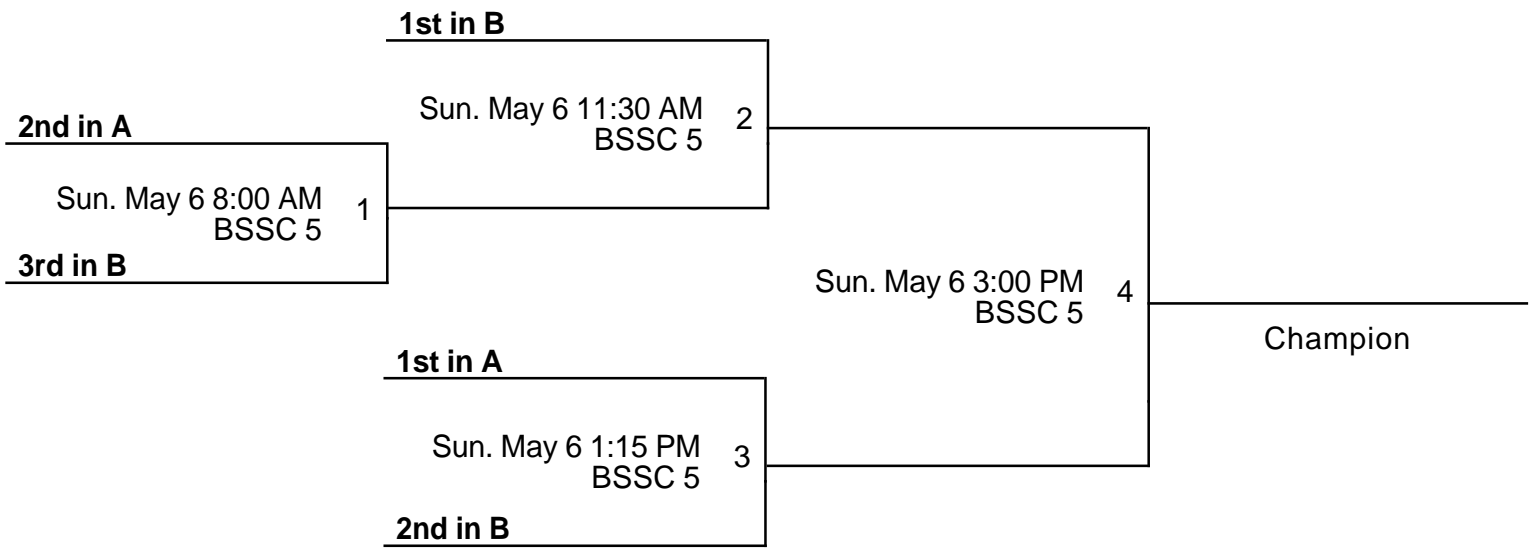 1st in B
Sun. May 6 11:30 AM
BSSC 5
2
2nd in A
Sun. May 6 8:00 AM
BSSC 5
1
3rd in B
Sun. May 6 3:00 PM
BSSC 5
4
Champion
1st in A
Sun. May 6 1:15 PM
BSSC 5
3
2nd in B